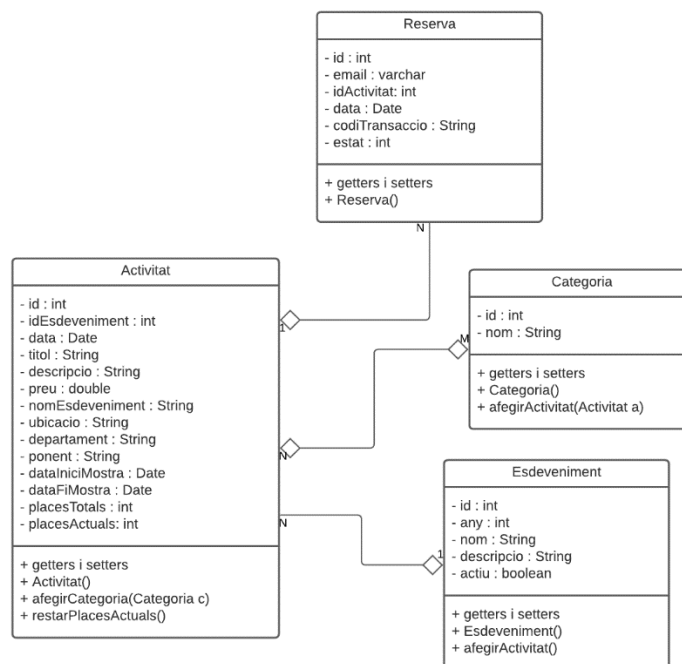 Reserva
- id : int
- email : varchar
- idActivitat: int
- data : Date
- codiTransaccio : String
- estat : int
+ getters i setters
+ Reserva()
N
Activitat
- id : int
- idEsdeveniment : int
- data : Date
- titol : String
- descripcio : String
- preu : double
- nomEsdeveniment : String
- ubicacio : String
- departament : String
- ponent : String
- dataIniciMostra : Date
- dataFiMostra : Date
- placesTotals : int
- placesActuals: int
+ getters i setters
+ Activitat()
+ afegirCategoria(Categoria c)
+ restarPlacesActuals()
1
N
N
Categoria
- id : int
- nom : String
+ getters i setters
+ Categoria()
+ afegirActivitat(Activitat a)
M
Esdeveniment
- id : int
- any : int
- nom : String
- descripcio : String
- actiu : boolean
+ getters i setters
+ Esdeveniment()
+ afegirActivitat()
1